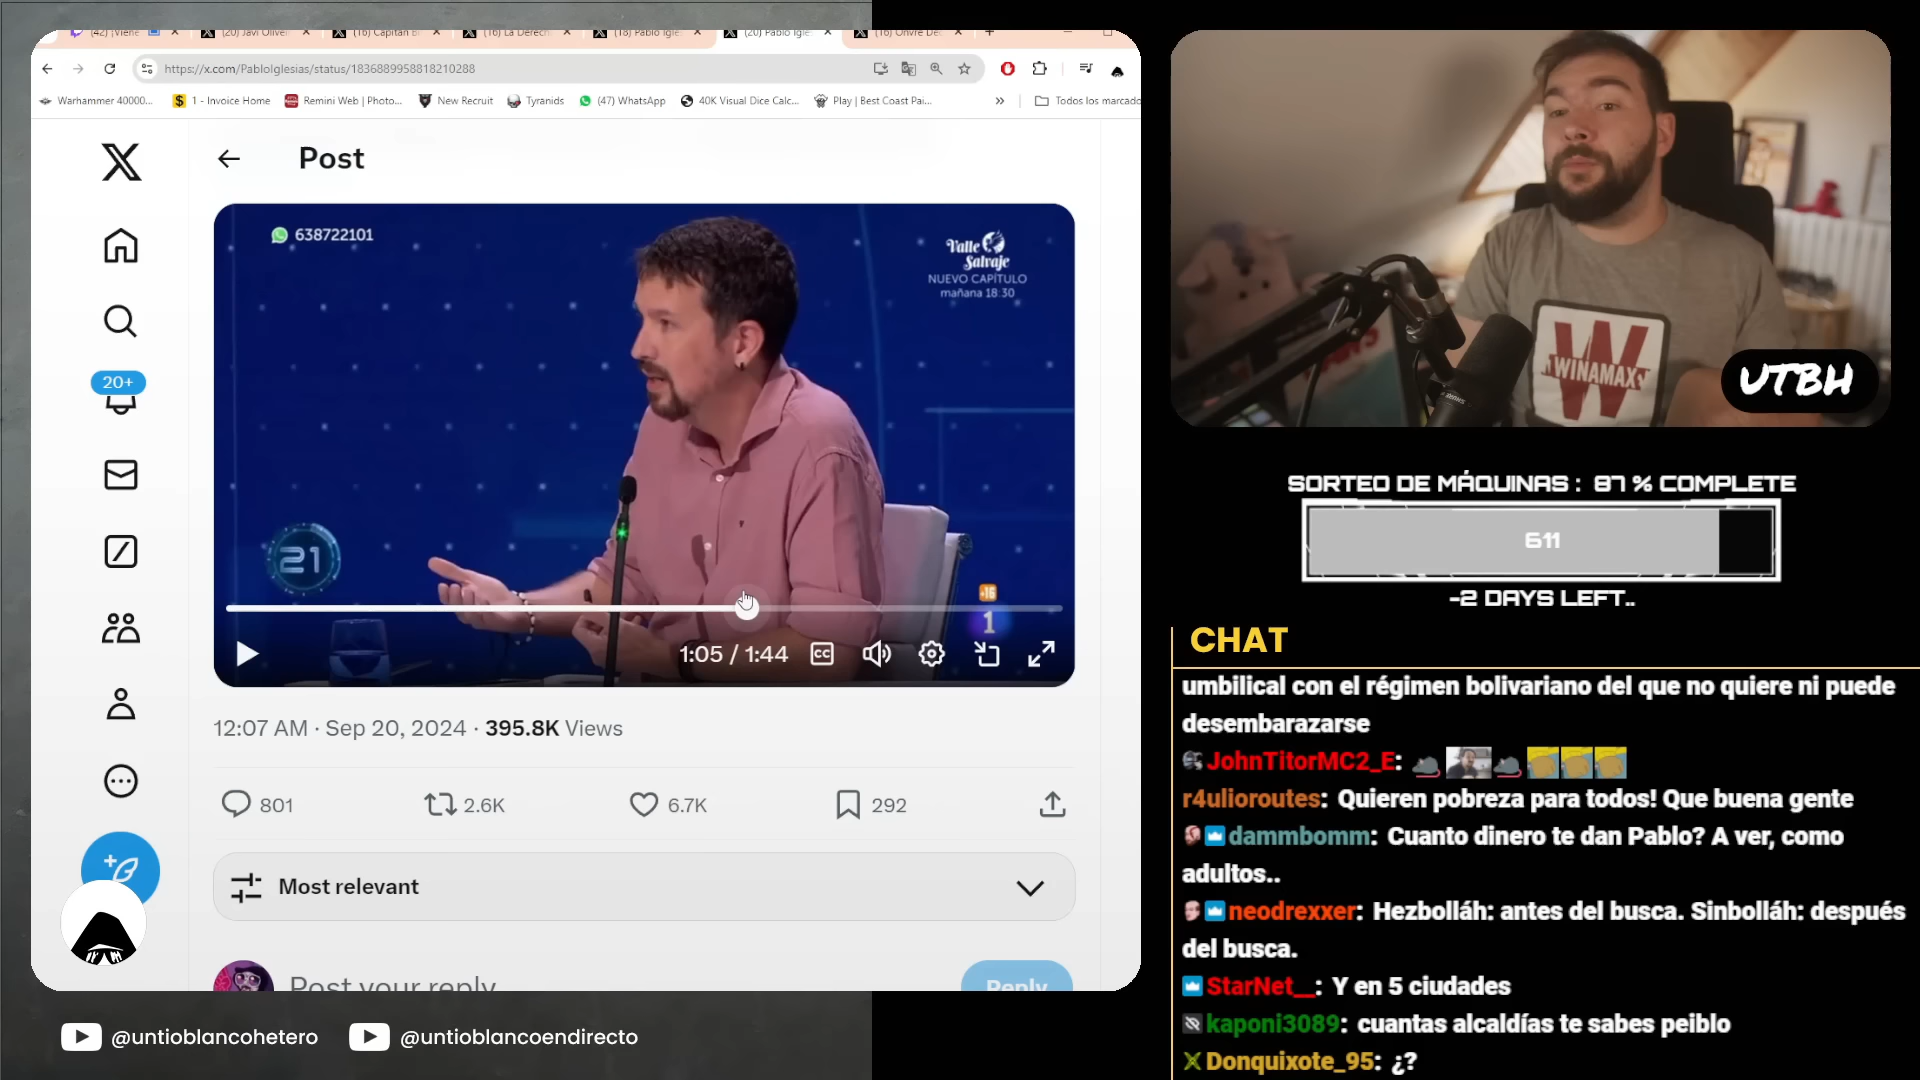 (42) ¡Viene
(20) Javi Oliveir
(16) Capitán B
(16) La Derech
(18) Pablo Igle
(20) Pablo Igle
(16) Onvre De
https://x.com/PabloIglesias/status/1836889958818210288
Warhammer 40000...
1 - Invoice Home
Remini Web | Photo...
New Recruit
Tyranids
(47) WhatsApp
40K Visual Dice Calc...
Play | Best Coast Pai...
»
Todos los marcado
X
Post
638722101
Valle
Salvaje
NUEVO CAPÍTULO
mañana 18:30
20+
21
+16
1
1:05 / 1:44
CC
12:07 AM · Sep 20, 2024 · 395.8K Views
801
2.6K
6.7K
292
Most relevant
Post your reply
Reply
@untioblancohetero
@untioblancoendirecto
W
WINAMAX
UTBH
SORTEO DE MÁQUINAS : 87 % COMPLETE
611
-2 DAYS LEFT..
CHAT
umbilical con el régimen bolivariano del que no quiere ni puede
desembarazarse
JohnTitorMC2_E:
r4ulioroutes: Quieren pobreza para todos! Que buena gente
dammbomm: Cuanto dinero te dan Pablo? A ver, como
adultos..
neodrexxer: Hezbolláh: antes del busca. Sinbolláh: después
del busca.
StarNet__: Y en 5 ciudades
kaponi3089: cuantas alcaldías te sabes peiblo
Donquixote_95: ¿?